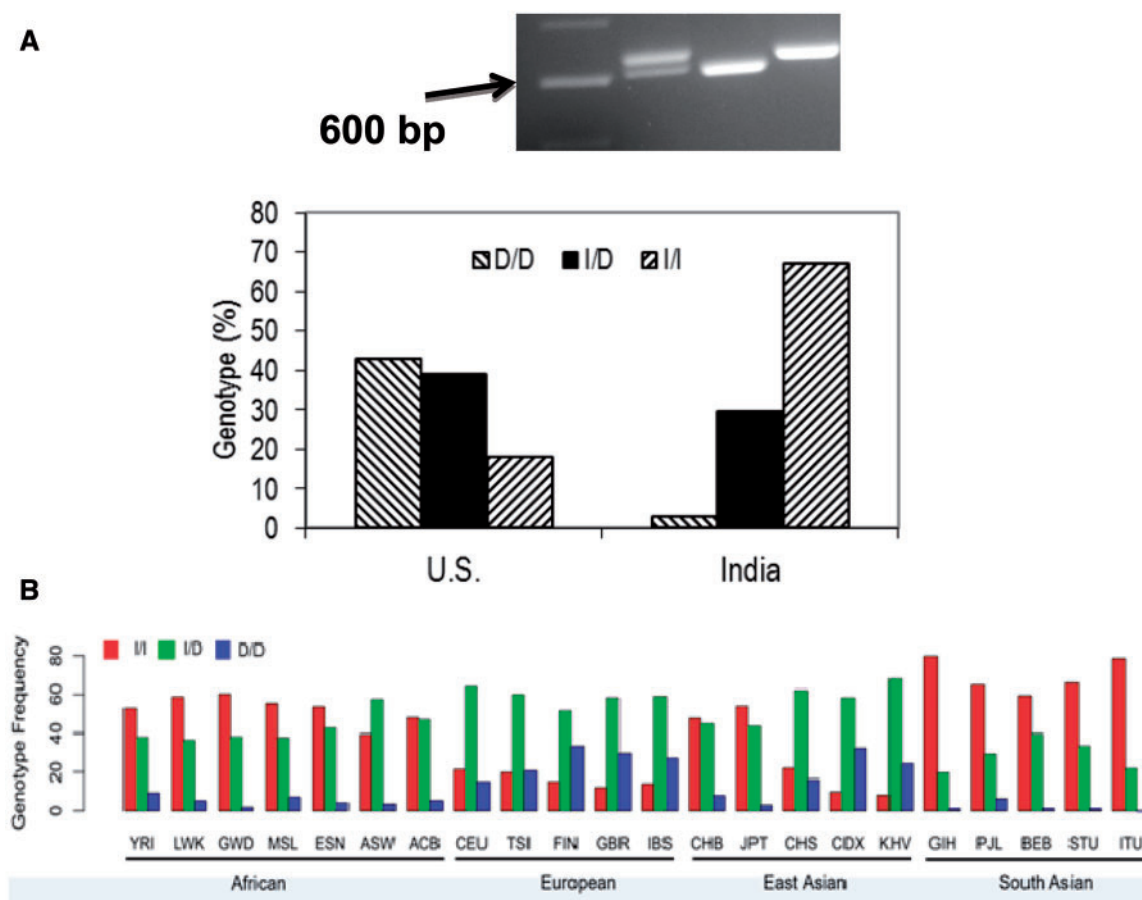 A
600 bp
80
70
60
50
40
30
20
10
0
Genotype (%)
D/D I/D I/I
U.S. India
B
Genotype Frequency
I/I I/D D/D
80
60
40
20
0
YRI LWK GWD MSL ESN ASW ACB CEU TSI FIN GBR IBS CHB JPT CHS CDX KHV GIH PJL BEB STU ITU
African European East Asian South Asian